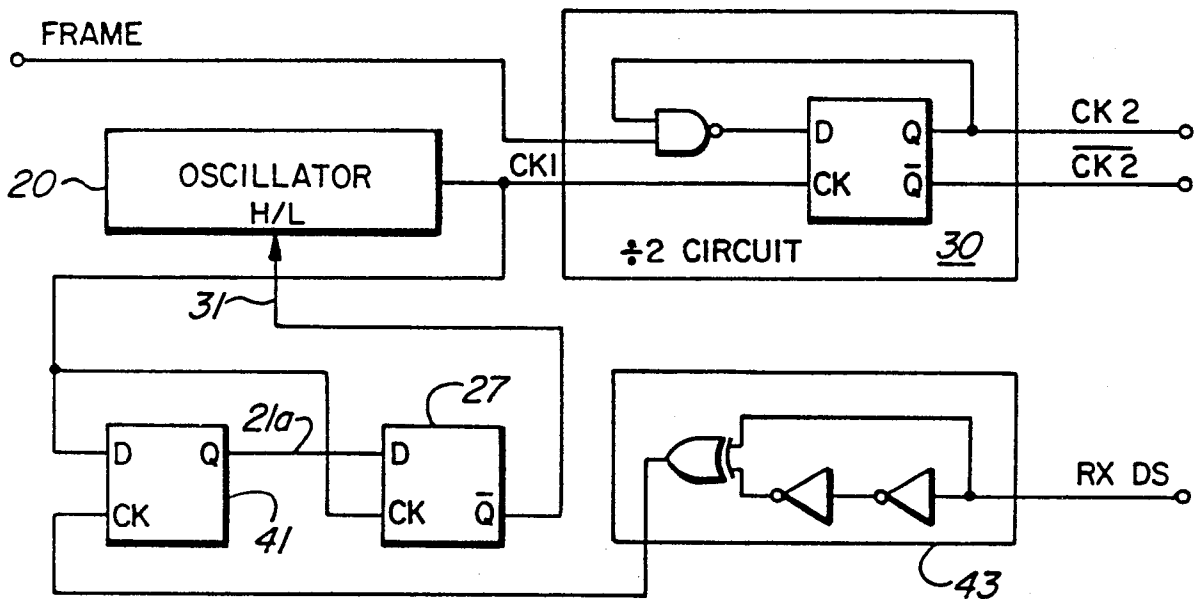 FRAME
CK 2
C̅K̅ ̅2̅
20
OSCILLATOR
H/L
CK1
D
Q
CK
Q̅
÷2 CIRCUIT
30
31
27
21a
D
Q
CK
41
D
CK
Q̅
RX DS
43